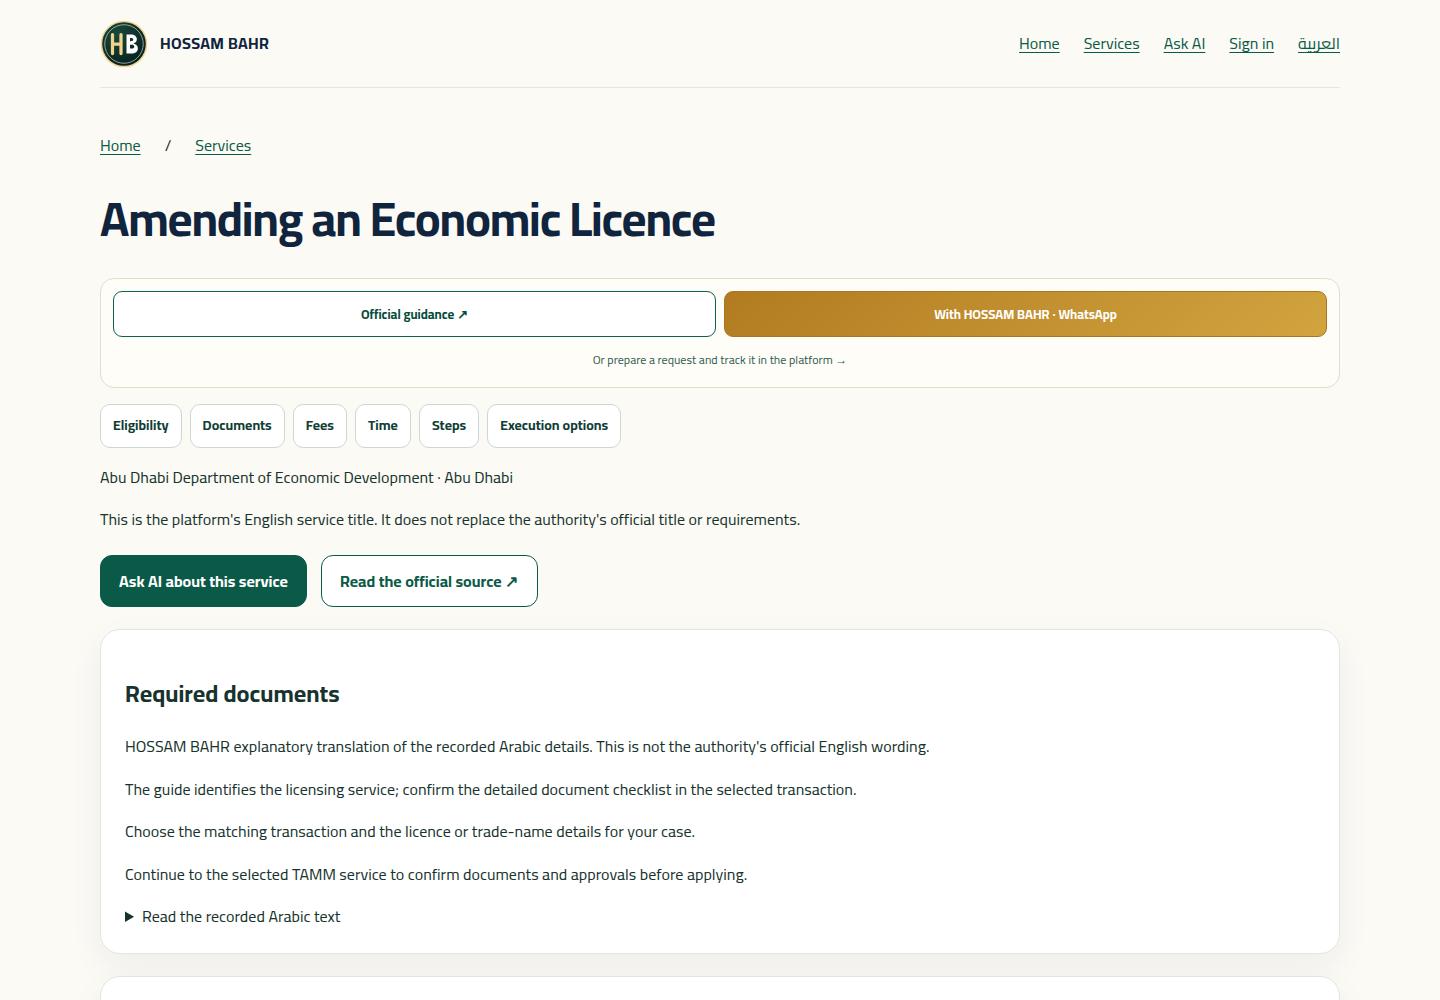 HB HOSSAM BAHR
Home Services Ask AI Sign in العربية
Home / Services
Amending an Economic Licence
Official guidance ↗
With HOSSAM BAHR · WhatsApp
Or prepare a request and track it in the platform →
Eligibility Documents Fees Time Steps Execution options
Abu Dhabi Department of Economic Development · Abu Dhabi
This is the platform's English service title. It does not replace the authority's official title or requirements.
Ask AI about this service
Read the official source ↗
Required documents
HOSSAM BAHR explanatory translation of the recorded Arabic details. This is not the authority's official English wording.
The guide identifies the licensing service; confirm the detailed document checklist in the selected transaction.
Choose the matching transaction and the licence or trade-name details for your case.
Continue to the selected TAMM service to confirm documents and approvals before applying.
▶ Read the recorded Arabic text